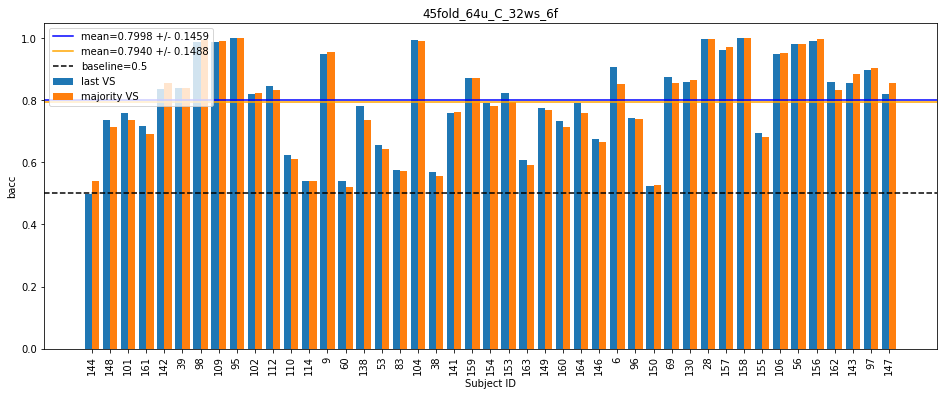 45fold_64u_C_32ws_6f
mean=0.7998 +/- 0.1459
mean=0.7940 +/- 0.1488
baseline=0.5
last VS
majority VS
bacc
1.0
0.8
0.6
0.4
0.2
0.0
144 148 101 161 142 39 98 109 95 102 112 110 114 9 60 138 53 83 104 38 141 159 154 153 163 149 160 164 146 6 96 150 69 130 28 157 158 155 106 56 156 162 143 97 147
Subject ID